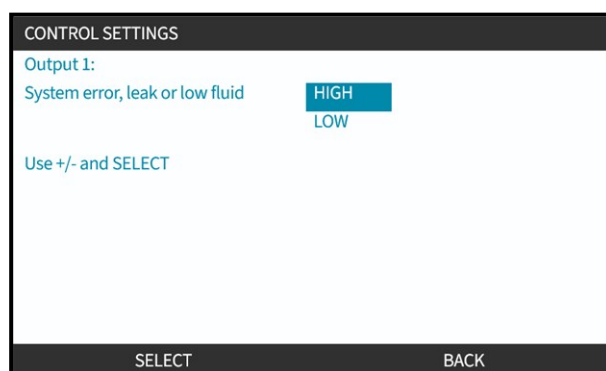 CONTROL SETTINGS
Output 1:
System error, leak or low fluid HIGH
LOW
Use +/- and SELECT
SELECT BACK